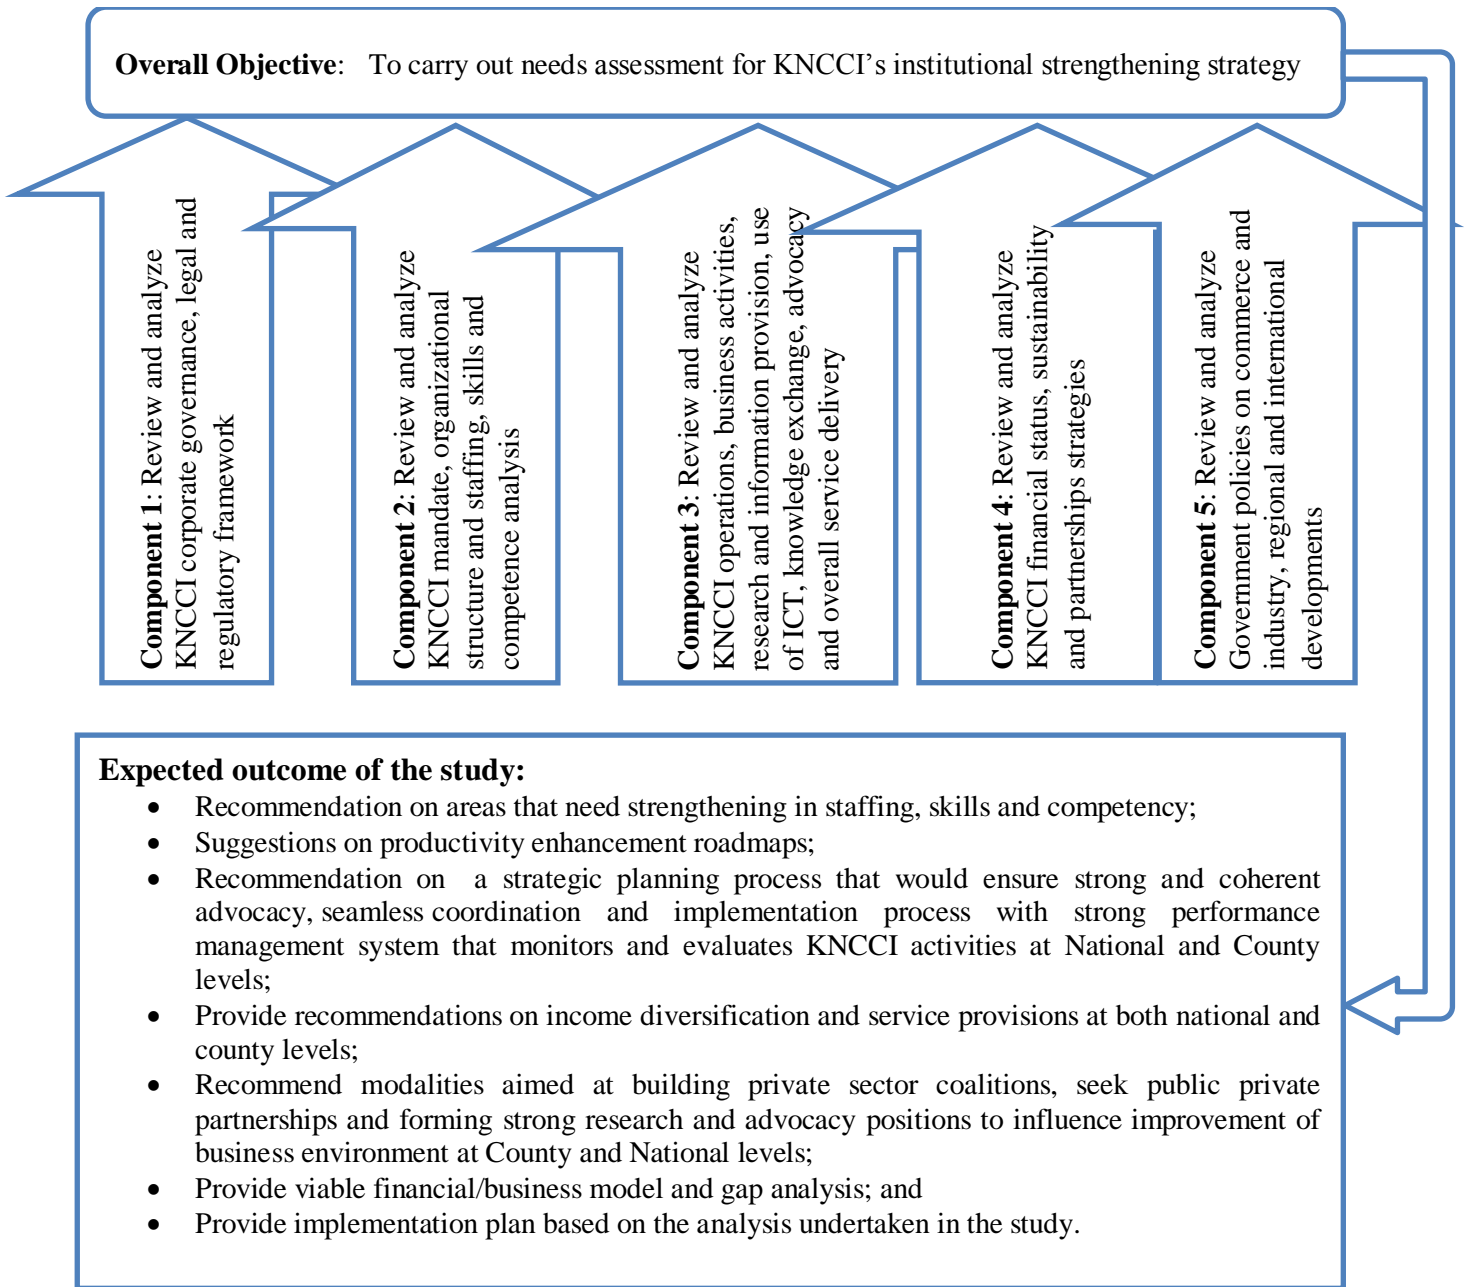 Overall Objective: To carry out needs assessment for KNCCI's institutional strengthening strategy
Component 1: Review and analyze
KNCCI corporate governance, legal and
regulatory framework
Component 2: Review and analyze
KNCCI mandate, organizational
structure and staffing, skills and
competence analysis
Component 3: Review and analyze
KNCCI operations, business activities,
research and information provision, use
of ICT, knowledge exchange, advocacy
and overall service delivery
Component 4: Review and analyze
KNCCI financial status, sustainability
and partnerships strategies
Component 5: Review and analyze
Government policies on commerce and
industry, regional and international
developments
Expected outcome of the study:
• Recommendation on areas that need strengthening in staffing, skills and competency;
• Suggestions on productivity enhancement roadmaps;
• Recommendation on a strategic planning process that would ensure strong and coherent
advocacy, seamless coordination and implementation process with strong performance
management system that monitors and evaluates KNCCI activities at National and County
levels;
• Provide recommendations on income diversification and service provisions at both national and
county levels;
• Recommend modalities aimed at building private sector coalitions, seek public private
partnerships and forming strong research and advocacy positions to influence improvement of
business environment at County and National levels;
• Provide viable financial/business model and gap analysis; and
• Provide implementation plan based on the analysis undertaken in the study.